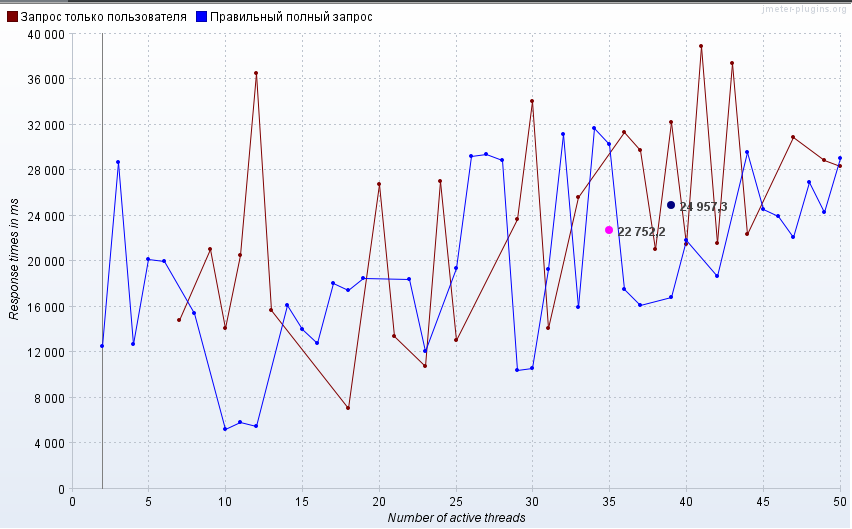 jmeter-plugins.org
Запрос только пользователя Правильный полный запрос
40 000
36 000
32 000
28 000
24 000
20 000
16 000
12 000
8 000
4 000
0
Response times in ms
24 957,3
22 752,2
0 5 10 15 20 25 30 35 40 45 50
Number of active threads